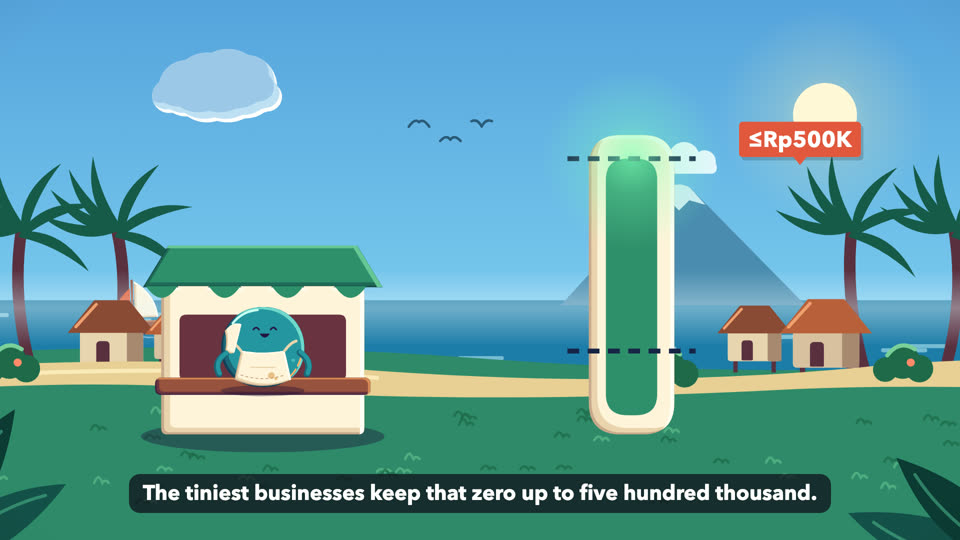 ≤Rp500K
The tiniest businesses keep that zero up to five hundred thousand.